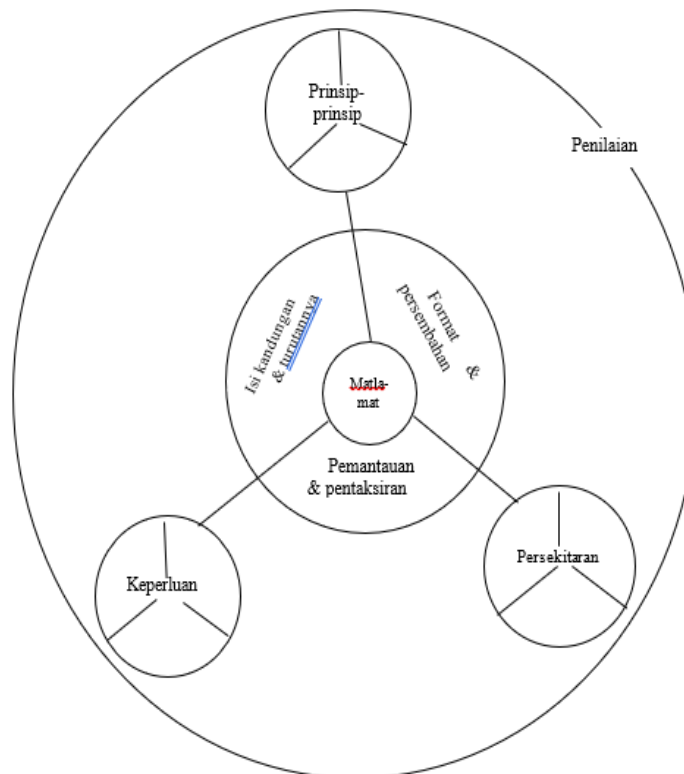 Prinsip-
prinsip
Penilaian
Isi kandungan
& turutannya
Format &
persembahan
Matla-
mat
Pemantauan
& pentaksiran
Keperluan
Persekitaran